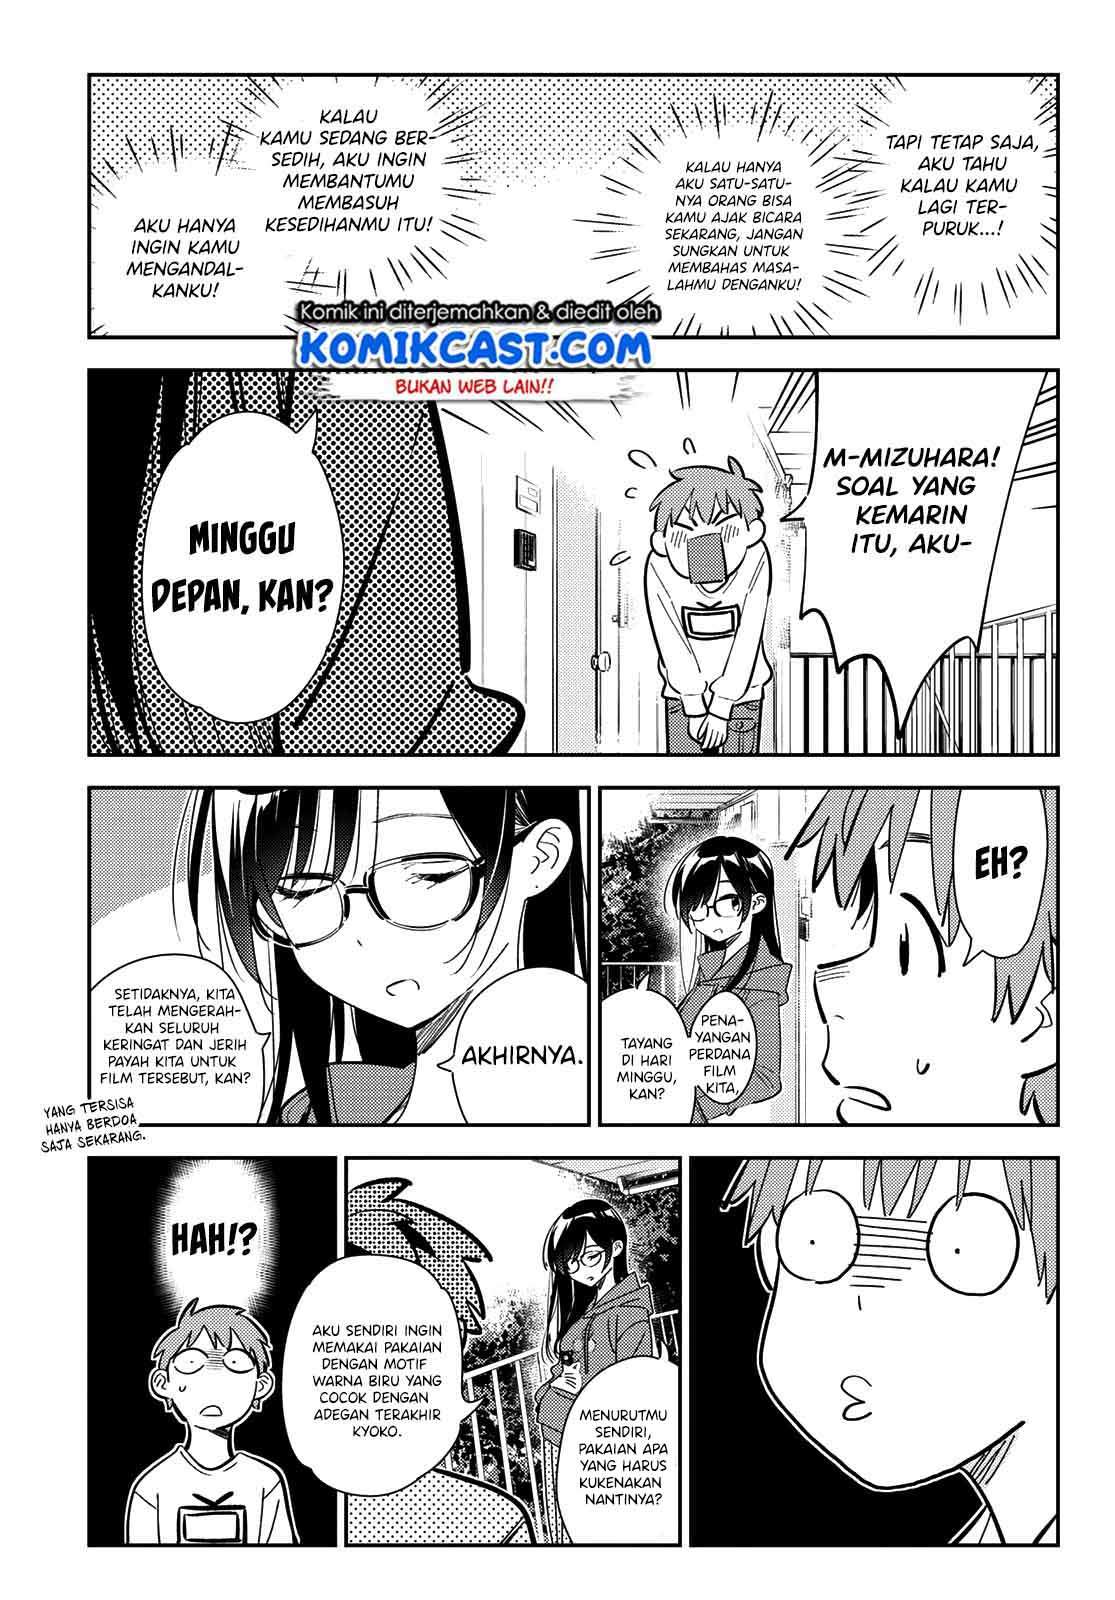 TAPI TETAP SAJA,
AKU TAHU
KALAU KAMU
LAGI TER-
PURUK...!
KALAU HANYA
AKU SATU-SATU-
NYA ORANG BISA
KAMU AJAK BICARA
SEKARANG, JANGAN
SUNGKAN UNTUK
MEMBAHAS MASA-
LAHMU DENGANKU!
KALAU
KAMU SEDANG BER-
SEDIH, AKU INGIN
MEMBANTUMU
MEMBASUH
KESEDIHANMU ITU!
AKU HANYA
INGIN KAMU
MENGANDAL-
KANKU!
Komik ini diterjemahkan & diedit oleh
KOMIKCAST.COM
BUKAN WEB LAIN!!
M-MIZUHARA!
SOAL YANG
KEMARIN
ITU, AKU-
MINGGU
DEPAN, KAN?
EH?
PENA-
YANGAN
PERDANA
FILM
KITA,
TAYANG
DI HARI
MINGGU,
KAN?
AKHIRNYA.
SETIDAKNYA, KITA
TELAH MENGERAH-
KAN SELURUH
KERINGAT DAN JERIH
PAYAH KITA UNTUK
FILM TERSEBUT, KAN?
YANG TERSISA
HANYA BERDOA
SAJA SEKARANG.
MENURUTMU
SENDIRI,
PAKAIAN APA
YANG HARUS
KUKENAKAN
NANTINYA?
AKU SENDIRI INGIN
MEMAKAI PAKAIAN
DENGAN MOTIF
WARNA BIRU YANG
COCOK DENGAN
ADEGAN TERAKHIR
KYOKO.
HAH!?